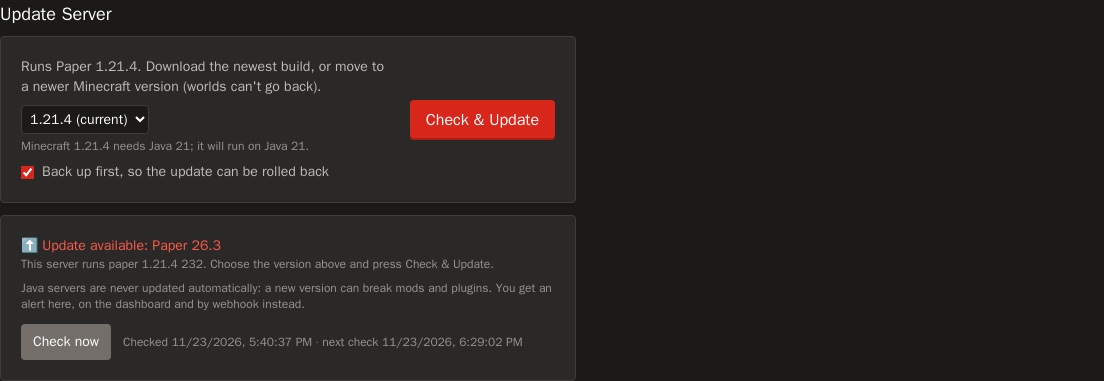 Update Server
Runs Paper 1.21.4. Download the newest build, or move to
a newer Minecraft version (worlds can't go back).
1.21.4 (current)
Check & Update
Minecraft 1.21.4 needs Java 21; it will run on Java 21.
Back up first, so the update can be rolled back
Update available: Paper 26.3
This server runs paper 1.21.4 232. Choose the version above and press Check & Update.
Java servers are never updated automatically: a new version can break mods and plugins. You get an
alert here, on the dashboard and by webhook instead.
Check now
Checked 11/23/2026, 5:40:37 PM · next check 11/23/2026, 6:29:02 PM